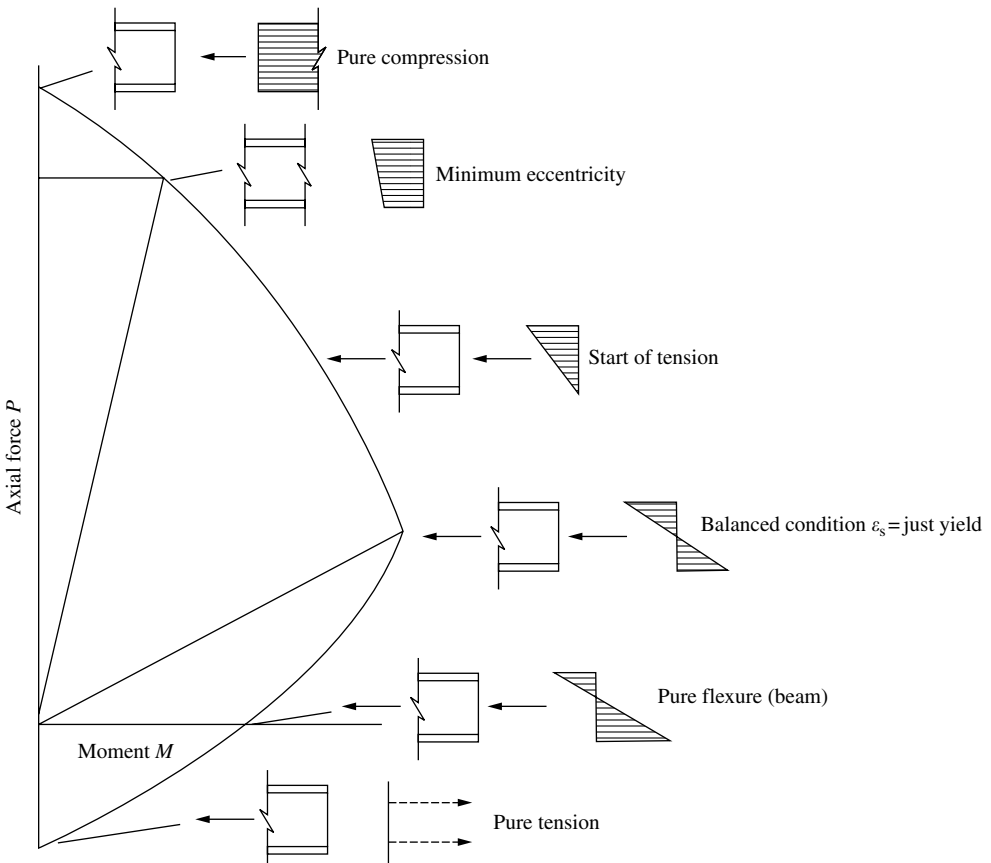 Pure compression
Minimum eccentricity
Start of tension
Axial force P
Balanced condition εs = just yield
Pure flexure (beam)
Moment M
Pure tension